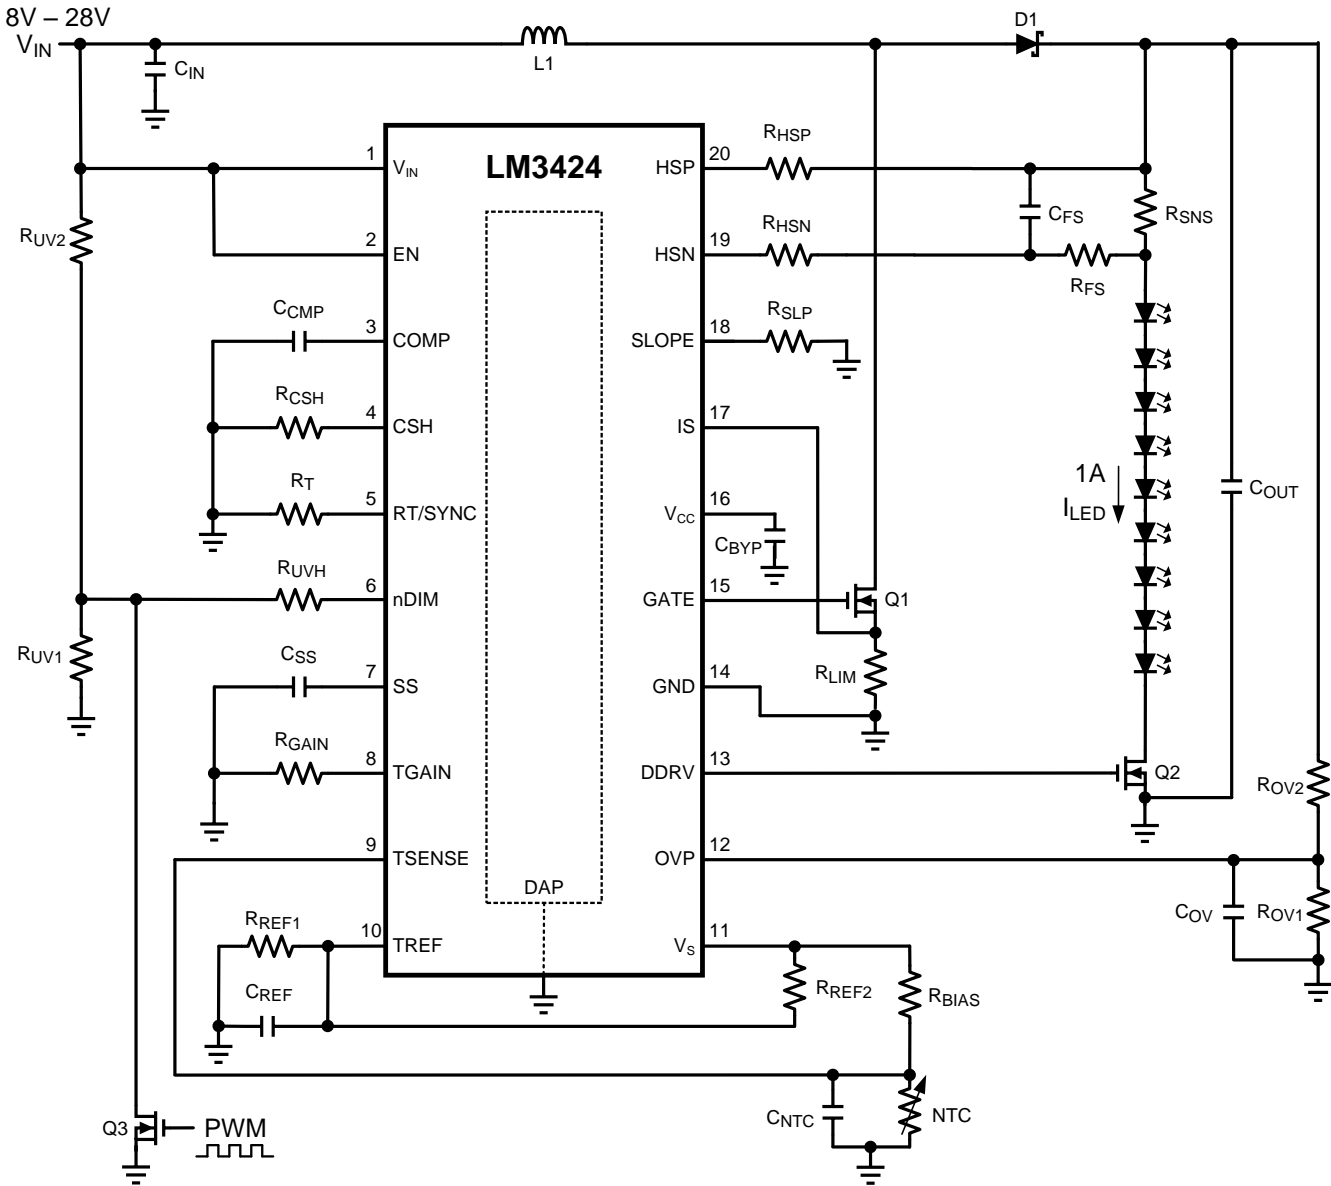 8V – 28V
VIN
CIN
L1
D1
LM3424
1
VIN
2
EN
3
COMP
4
CSH
5
RT/SYNC
6
nDIM
7
SS
8
TGAIN
9
TSENSE
10
TREF
20
HSP
19
HSN
18
SLOPE
17
IS
16
VCC
15
GATE
14
GND
13
DDRV
12
OVP
11
VS
DAP
RUV2
CCMP
RCSH
RT
RUVH
RUV1
CSS
RGAIN
RREF1
CREF
RHSP
RHSN
CFS
RSNS
RFS
RSLP
1A
ILED
COUT
CBYP
Q1
RLIM
Q2
ROV2
COV
ROV1
RREF2
RBIAS
CNTC
NTC
Q3
PWM